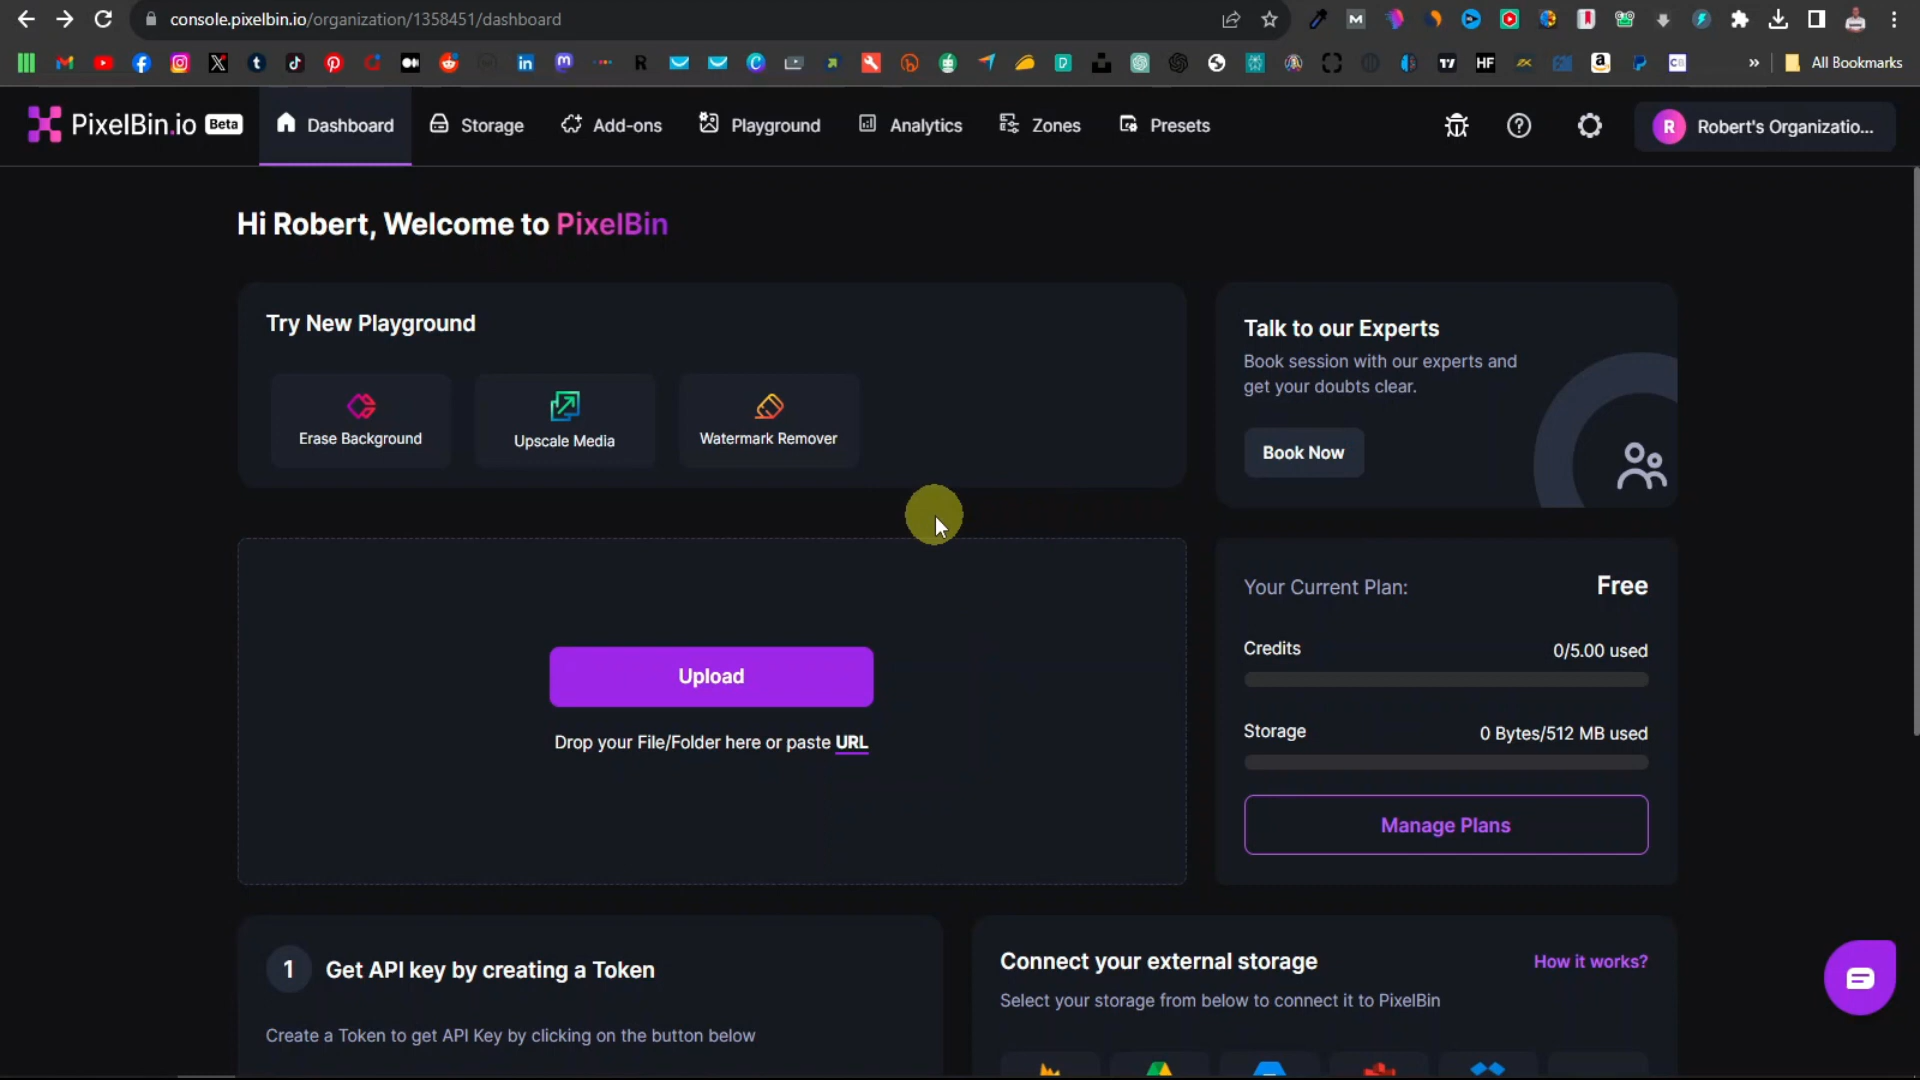 console.pixelbin.io/organization/1358451/dashboard
All Bookmarks
PixelBin.io Beta
Dashboard
Storage
Add-ons
Playground
Analytics
Zones
Presets
R Robert's Organizatio...
Hi Robert, Welcome to PixelBin
Try New Playground
Erase Background
Upscale Media
Watermark Remover
Talk to our Experts
Book session with our experts and
get your doubts clear.
Book Now
Upload
Drop your File/Folder here or paste URL
Your Current Plan: Free
Credits 0/5.00 used
Storage 0 Bytes/512 MB used
Manage Plans
1 Get API key by creating a Token
Create a Token to get API Key by clicking on the button below
Connect your external storage
How it works?
Select your storage from below to connect it to PixelBin